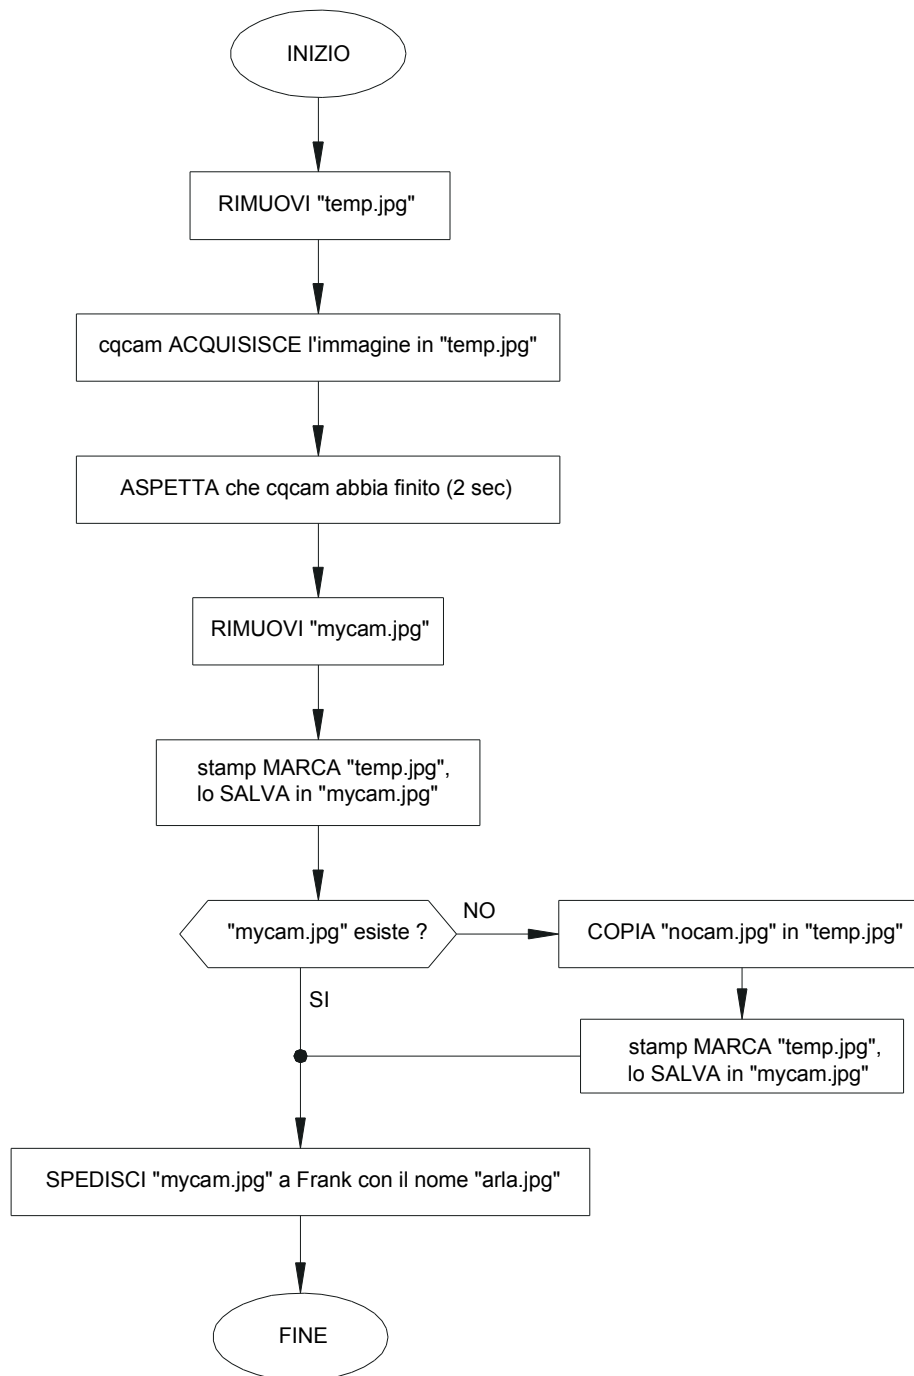 INIZIO
RIMUOVI "temp.jpg"
cqcam ACQUISISCE l'immagine in "temp.jpg"
ASPETTA che cqcam abbia finito (2 sec)
RIMUOVI "mycam.jpg"
stamp MARCA "temp.jpg",
lo SALVA in "mycam.jpg"
"mycam.jpg" esiste ?
NO
COPIA "nocam.jpg" in "temp.jpg"
SI
stamp MARCA "temp.jpg",
lo SALVA in "mycam.jpg"
SPEDISCI "mycam.jpg" a Frank con il nome "arla.jpg"
FINE